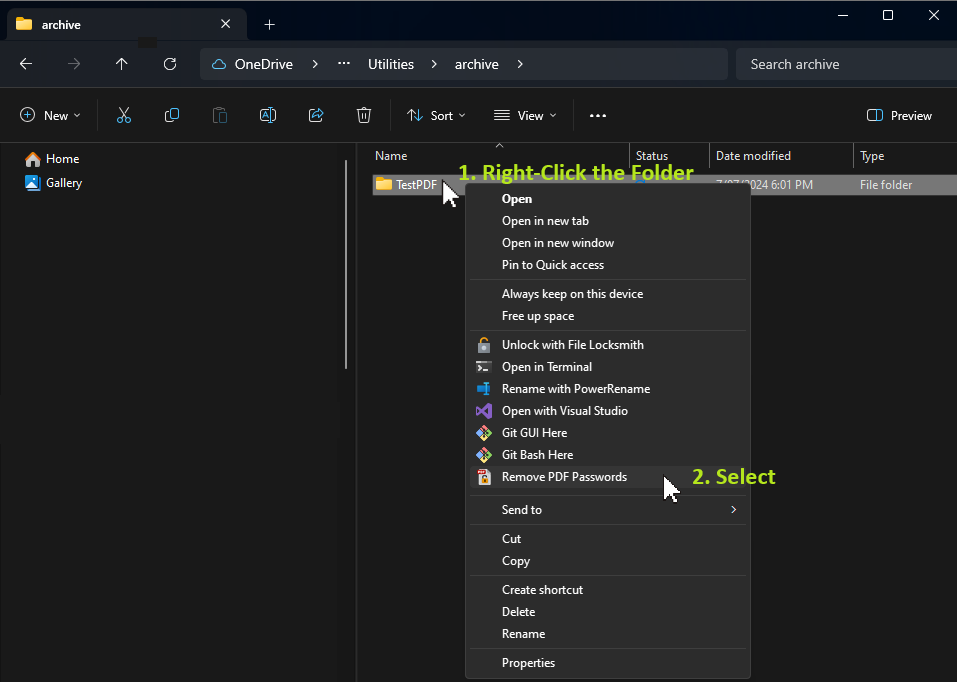 archive
OneDrive > ··· Utilities > archive >
Search archive
New
Sort
View
Preview
Home
Gallery
Name
Status
Date modified
Type
1. Right-Click the Folder
TestPDF
2024 6:01 PM
File folder
Open
Open in new tab
Open in new window
Pin to Quick access
Always keep on this device
Free up space
Unlock with File Locksmith
Open in Terminal
Rename with PowerRename
Open with Visual Studio
Git GUI Here
Git Bash Here
Remove PDF Passwords
2. Select
Send to
Cut
Copy
Create shortcut
Delete
Rename
Properties